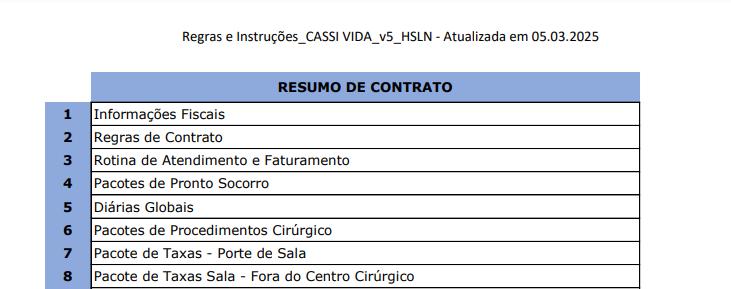 Regras e Instruções_CASSI VIDA_v5_HSLN - Atualizada em 05.03.2025
RESUMO DE CONTRATO
1 Informações Fiscais
2 Regras de Contrato
3 Rotina de Atendimento e Faturamento
4 Pacotes de Pronto Socorro
5 Diárias Globais
6 Pacotes de Procedimentos Cirúrgico
7 Pacote de Taxas - Porte de Sala
8 Pacote de Taxas Sala - Fora do Centro Cirúrgico